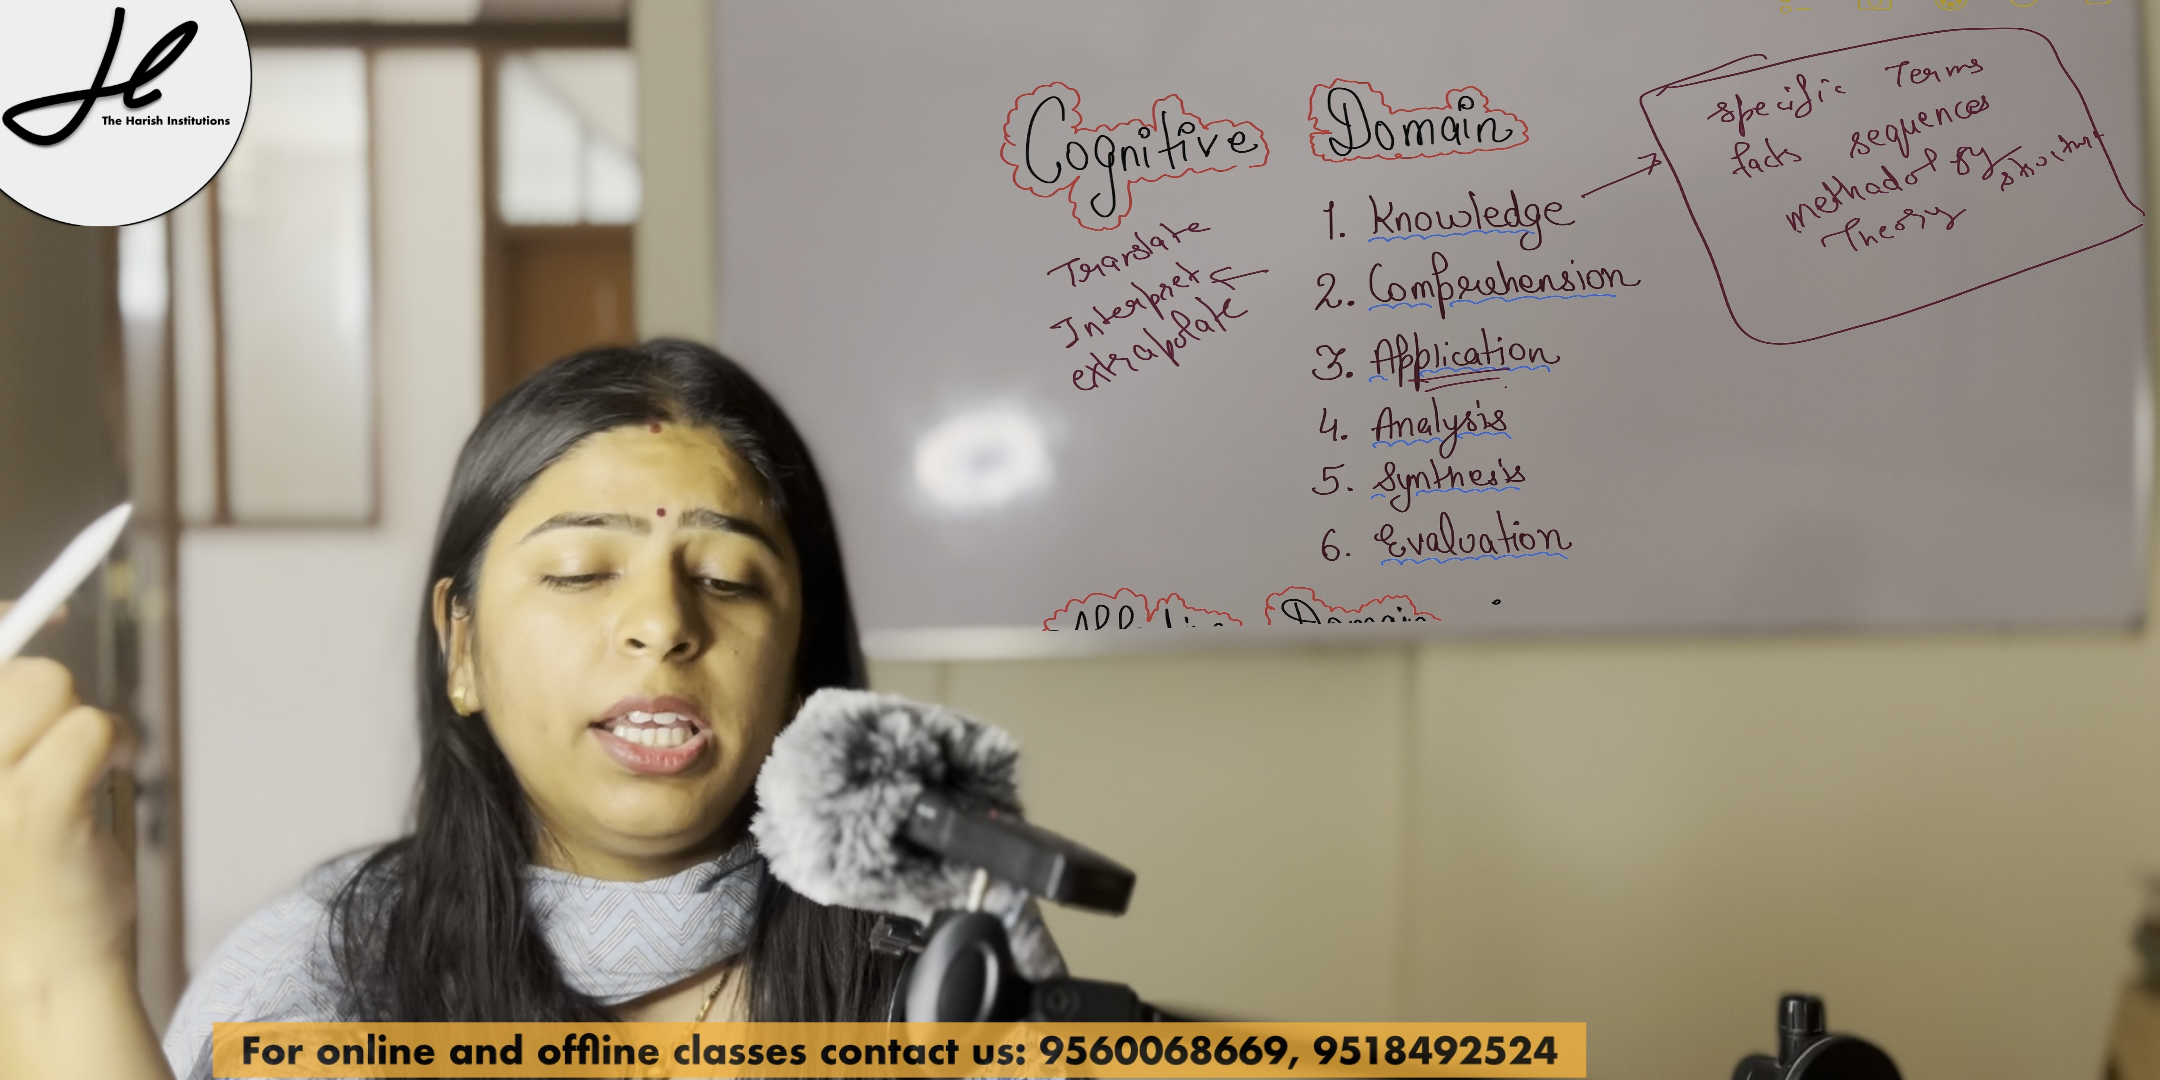 The Harish Institutions
Cognitive Domain
1. Knowledge
2. Comprehension
3. Application
4. Analysis
5. Synthesis
6. Evaluation
Translate
Interpret
extrapolate
specific Terms
facts sequences
Theory
Domain
For online and offline classes contact us: 9560068669, 9518492524